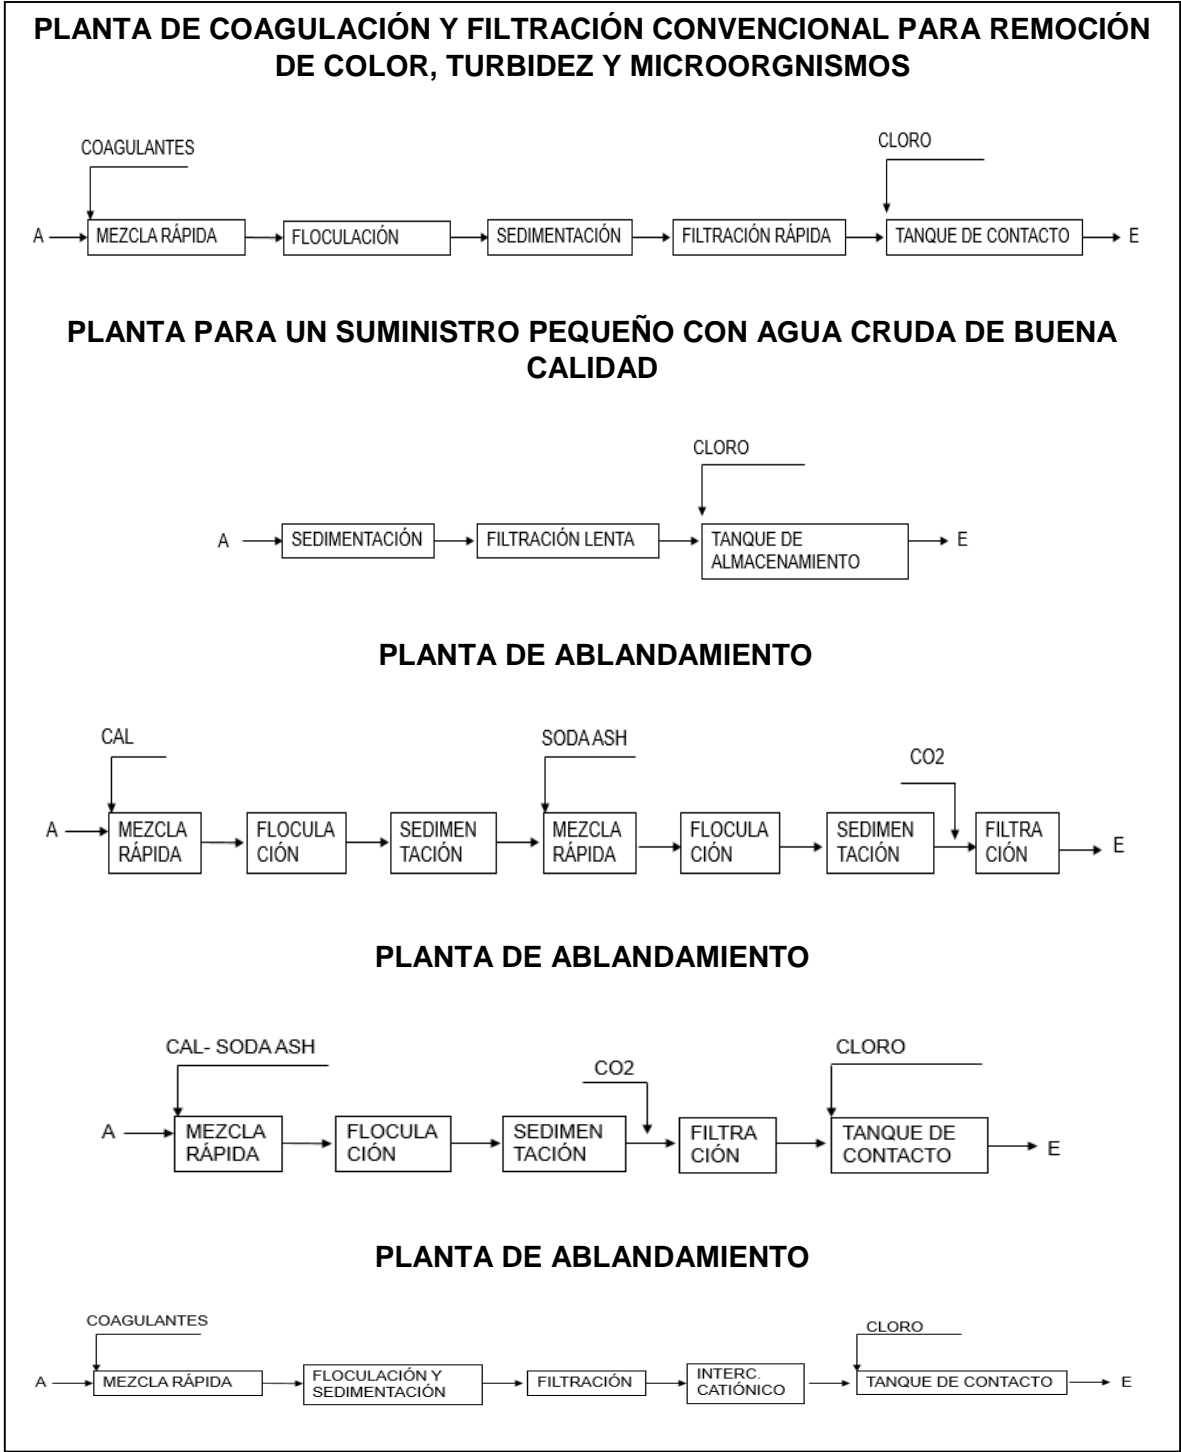 PLANTA DE COAGULACIÓN Y FILTRACIÓN CONVENCIONAL PARA REMOCIÓN
DE COLOR, TURBIDEZ Y MICROORGNISMOS
COAGULANTES
CLORO
A
MEZCLA RÁPIDA
FLOCULACIÓN
SEDIMENTACIÓN
FILTRACIÓN RÁPIDA
TANQUE DE CONTACTO
E
PLANTA PARA UN SUMINISTRO PEQUEÑO CON AGUA CRUDA DE BUENA
CALIDAD
CLORO
A
SEDIMENTACIÓN
FILTRACIÓN LENTA
TANQUE DE
ALMACENAMIENTO
E
PLANTA DE ABLANDAMIENTO
CAL
SODA ASH
CO2
A
MEZCLA
RÁPIDA
FLOCULA
CIÓN
SEDIMEN
TACIÓN
MEZCLA
RÁPIDA
FLOCULA
CIÓN
SEDIMEN
TACIÓN
FILTRA
CIÓN
E
PLANTA DE ABLANDAMIENTO
CAL- SODA ASH
CO2
CLORO
A
MEZCLA
RÁPIDA
FLOCULA
CIÓN
SEDIMEN
TACIÓN
FILTRA
CIÓN
TANQUE DE
CONTACTO
E
PLANTA DE ABLANDAMIENTO
COAGULANTES
CLORO
A
MEZCLA RÁPIDA
FLOCULACIÓN Y
SEDIMENTACIÓN
FILTRACIÓN
INTERC.
CATIÓNICO
TANQUE DE CONTACTO
E